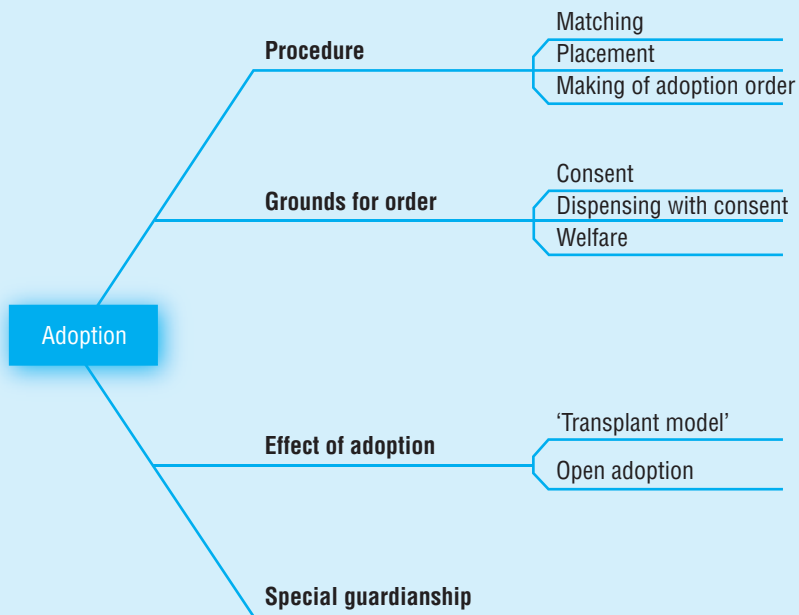 Adoption
Procedure
Matching
Placement
Making of adoption order
Grounds for order
Consent
Dispensing with consent
Welfare
Effect of adoption
‘Transplant model’
Open adoption
Special guardianship